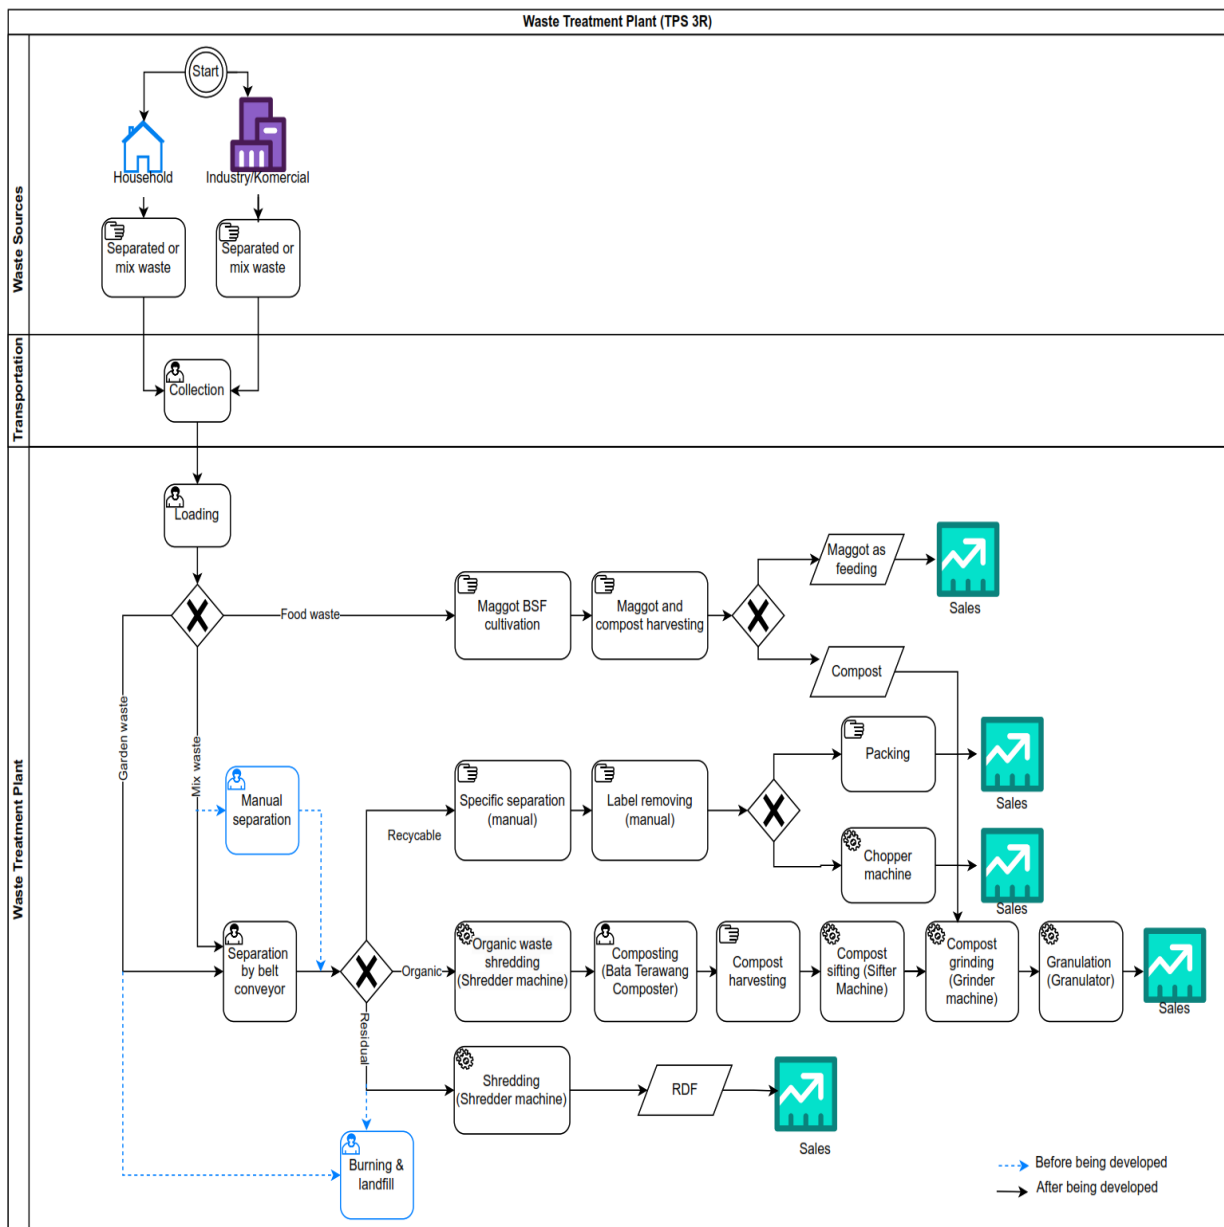 Waste Treatment Plant (TPS 3R)
Waste Sources
Start
Household
Industry/Komercial
Separated or
mix waste
Separated or
mix waste
Transportation
Collection
Waste Treatment Plant
Loading
Food waste
Garden waste
Mix waste
Maggot BSF
cultivation
Maggot and
compost harvesting
Maggot as
feeding
Sales
Compost
Manual
separation
Recycable
Specific separation
(manual)
Label removing
(manual)
Packing
Sales
Chopper
machine
Sales
Separation
by belt
conveyor
Organic
Organic waste
shredding
(Shredder machine)
Composting
(Bata Terawang
Composter)
Compost
harvesting
Compost
sifting (Sifter
Machine)
Compost
grinding
(Grinder
machine)
Granulation
(Granulator)
Sales
Residual
Shredding
(Shredder machine)
RDF
Sales
Burning &
landfill
Before being developed
After being developed